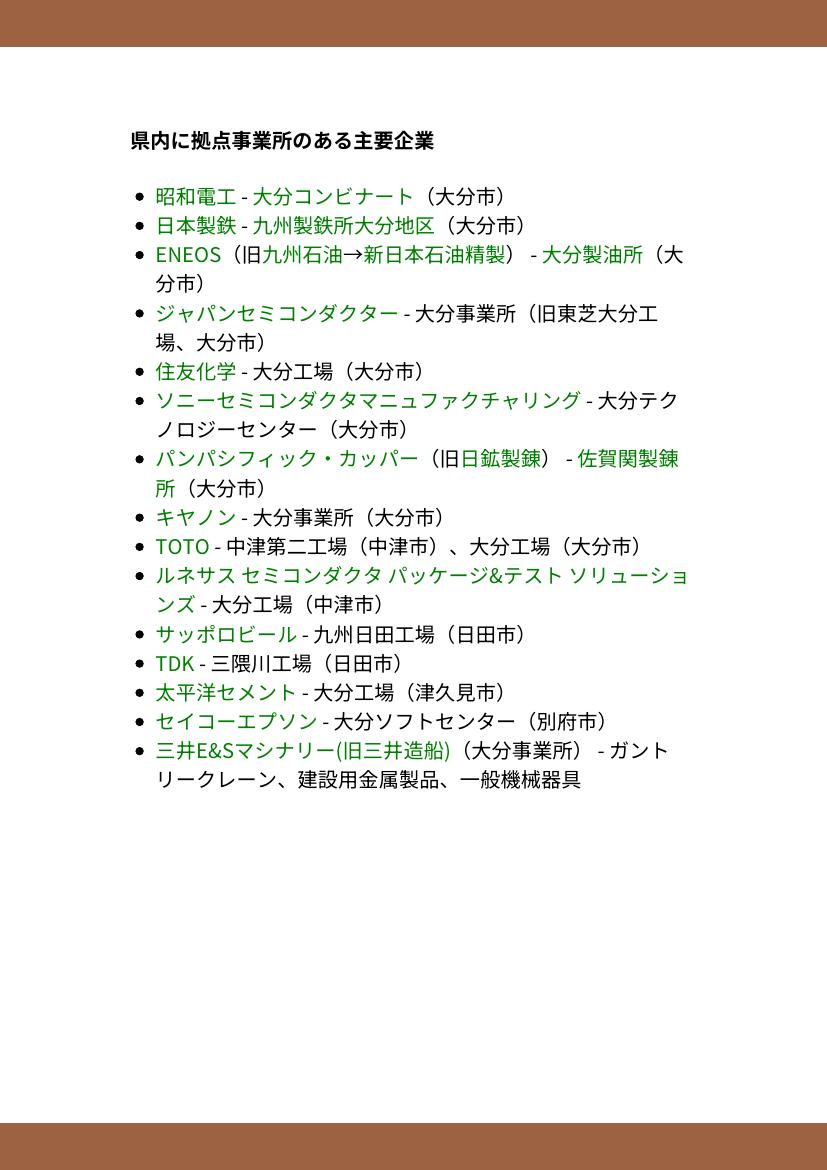 県内に拠点事業所のある主要企業
• 昭和電工 - 大分コンビナート（大分市）
• 日本製鉄 - 九州製鉄所大分地区（大分市）
• ENEOS（旧九州石油→新日本石油精製） - 大分製油所（大
分市）
• ジャパンセミコンダクター - 大分事業所（旧東芝大分工
場、大分市）
• 住友化学 - 大分工場（大分市）
• ソニーセミコンダクタマニュファクチャリング - 大分テク
ノロジーセンター（大分市）
• パンパシフィック・カッパー（旧日鉱製錬） - 佐賀関製錬
所（大分市）
• キヤノン - 大分事業所（大分市）
• TOTO - 中津第二工場（中津市）、大分工場（大分市）
• ルネサス セミコンダクタ パッケージ&テスト ソリューショ
ンズ - 大分工場（中津市）
• サッポロビール - 九州日田工場（日田市）
• TDK - 三隈川工場（日田市）
• 太平洋セメント - 大分工場（津久見市）
• セイコーエプソン - 大分ソフトセンター（別府市）
• 三井E&Sマシナリー(旧三井造船)（大分事業所） - ガント
リークレーン、建設用金属製品、一般機械器具